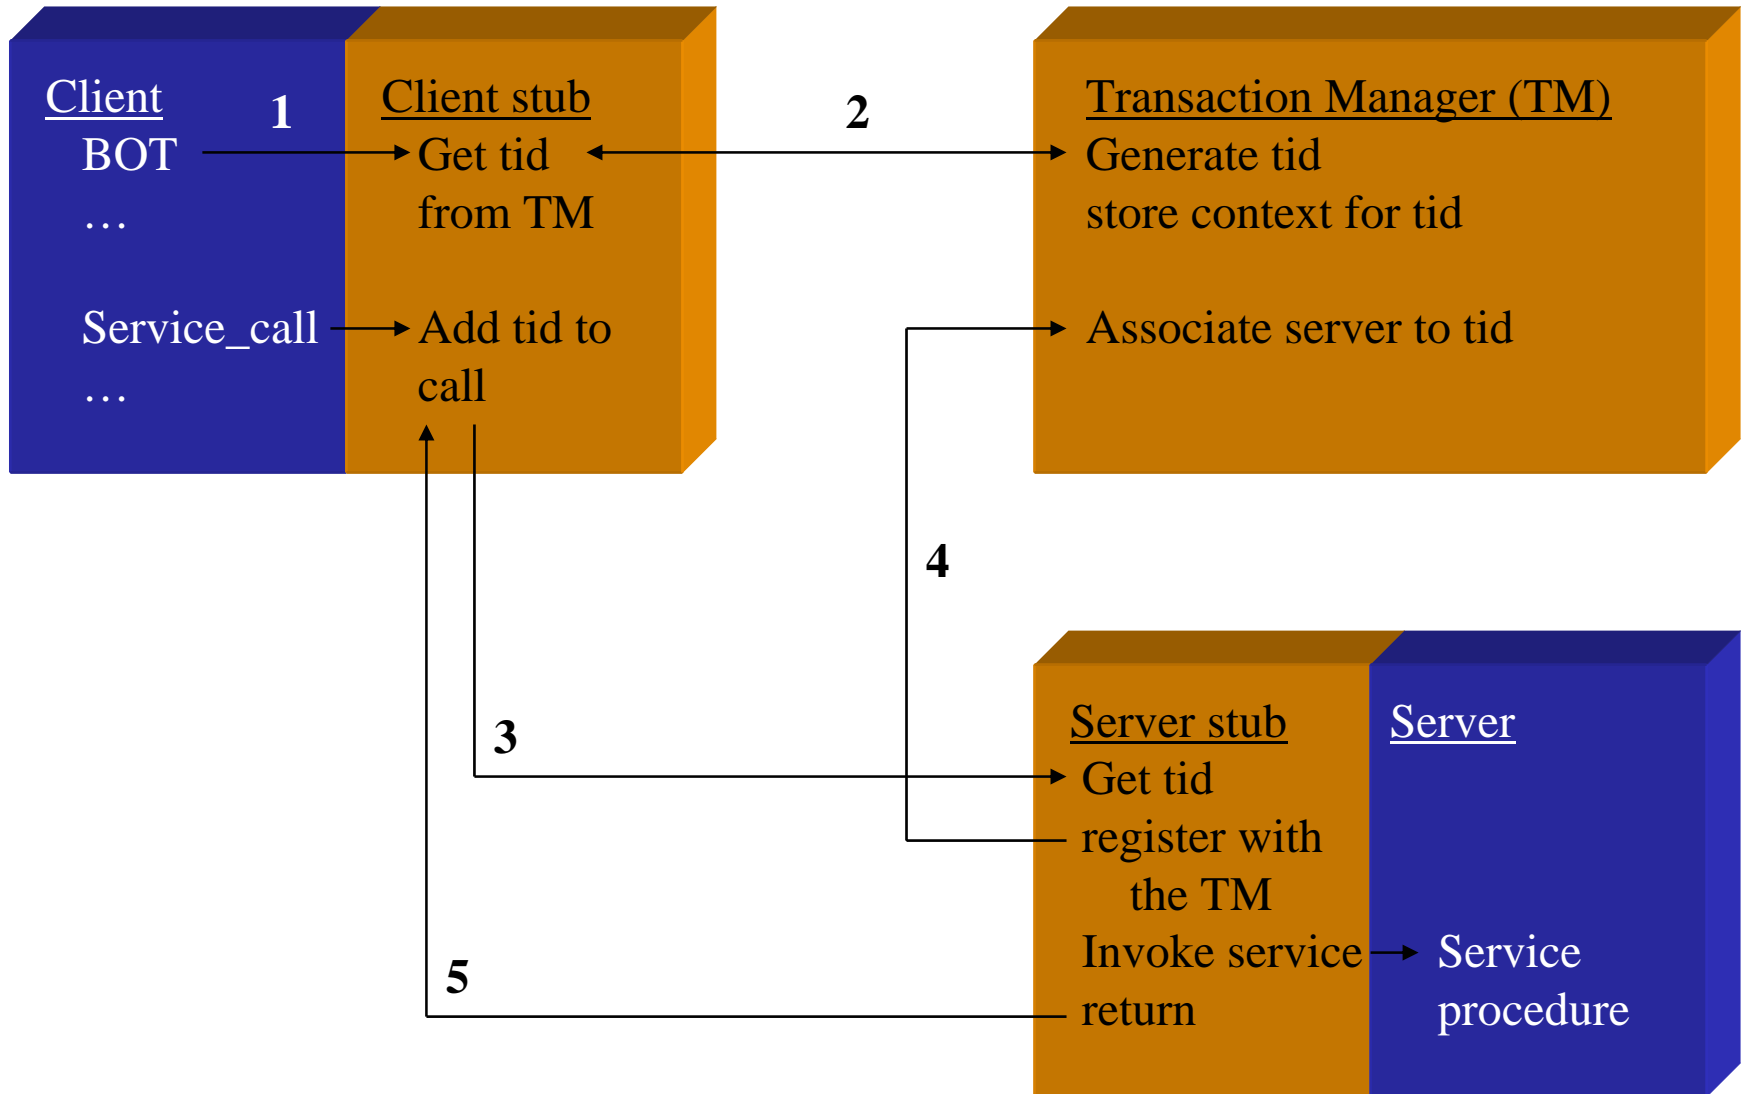 Client
BOT
…
Service_call
…
1
Client stub
Get tid
from TM
Add tid to
call
2
Transaction Manager (TM)
Generate tid
store context for tid
Associate server to tid
4
3
5
Server stub
Get tid
register with
the TM
Invoke service
return
Server
Service
procedure